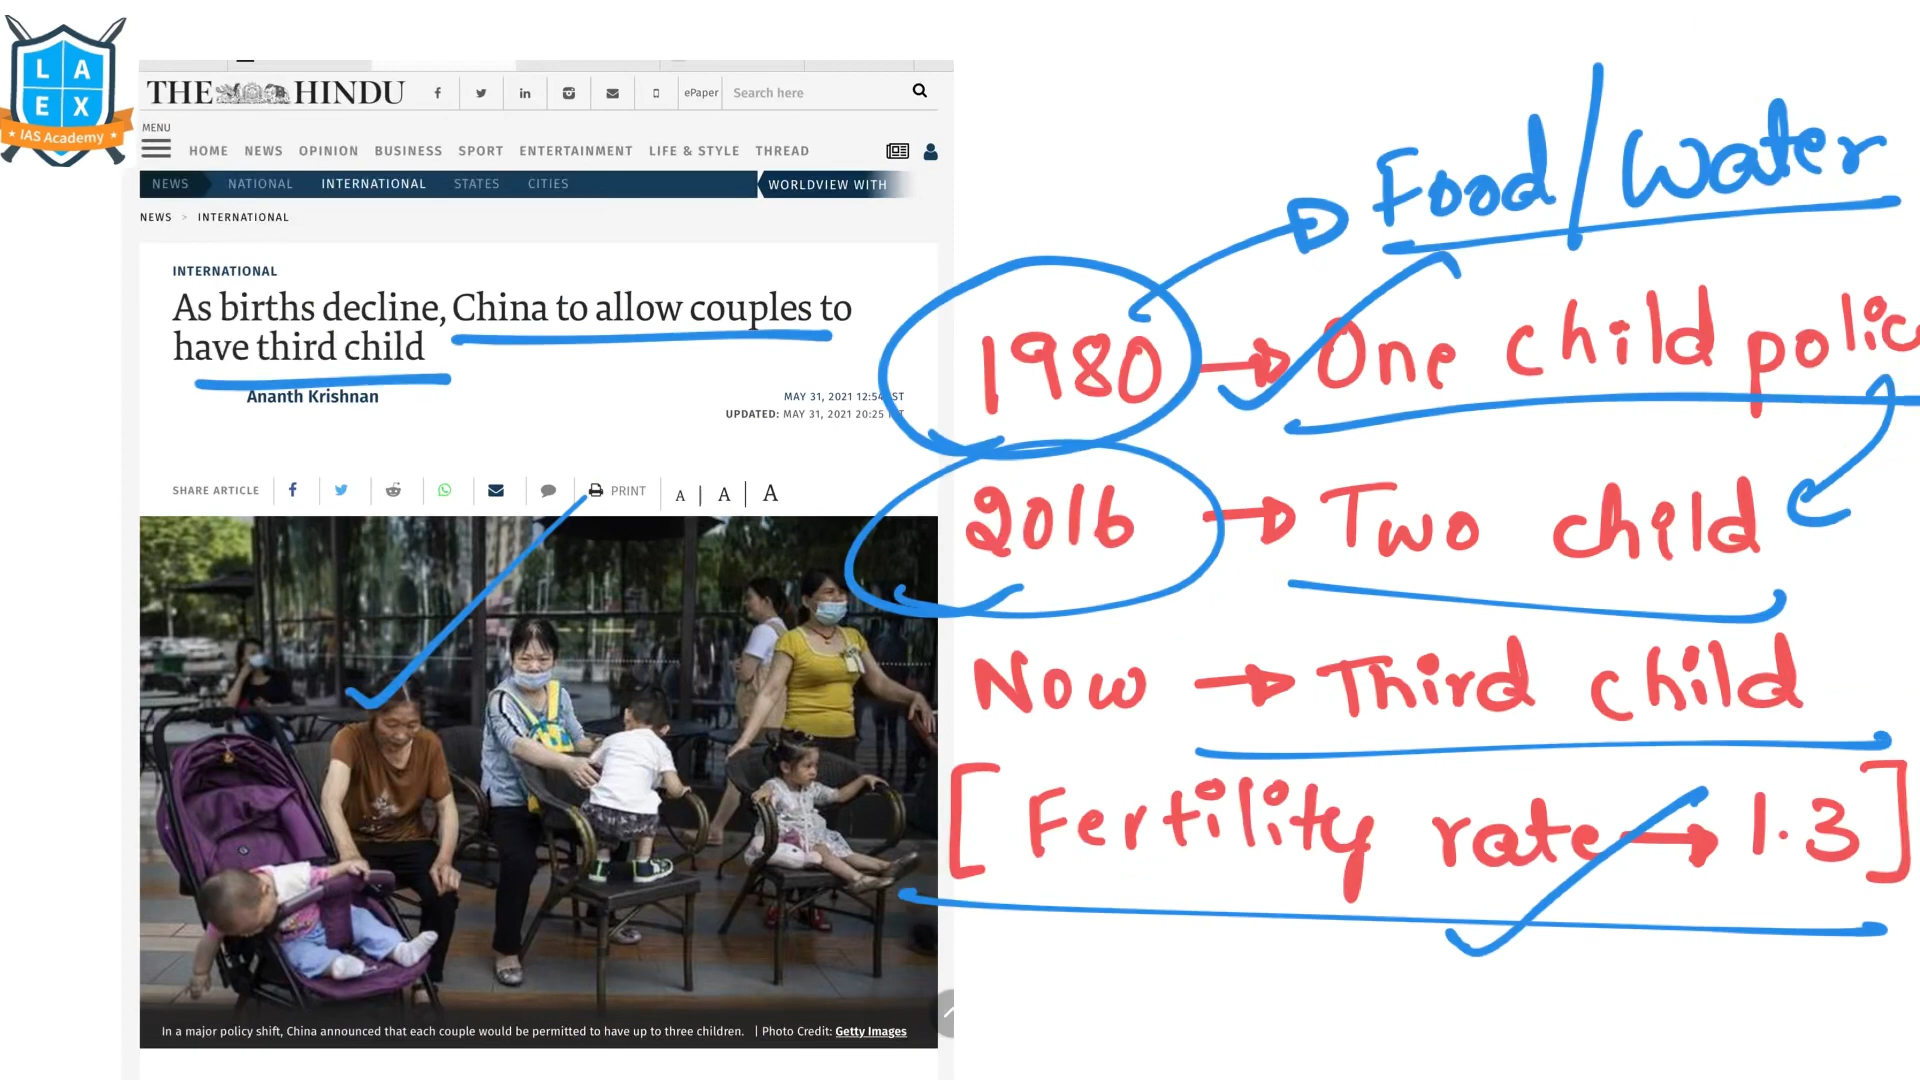 L A
E X
IAS Academy
THE HINDU
ePaper
Search here
MENU
HOME NEWS OPINION BUSINESS SPORT ENTERTAINMENT LIFE & STYLE THREAD
NEWS NATIONAL INTERNATIONAL STATES CITIES WORLDVIEW WITH
NEWS > INTERNATIONAL
INTERNATIONAL
As births decline, China to allow couples to
have third child
Ananth Krishnan
MAY 31, 2021 12:54 IST
UPDATED: MAY 31, 2021 20:25 IST
SHARE ARTICLE
PRINT
A | A | A
In a major policy shift, China announced that each couple would be permitted to have up to three children. | Photo Credit: Getty Images
Food/Water
1980 → One child polic
2016 → Two child
Now → Third child
[Fertility rate → 1.3]